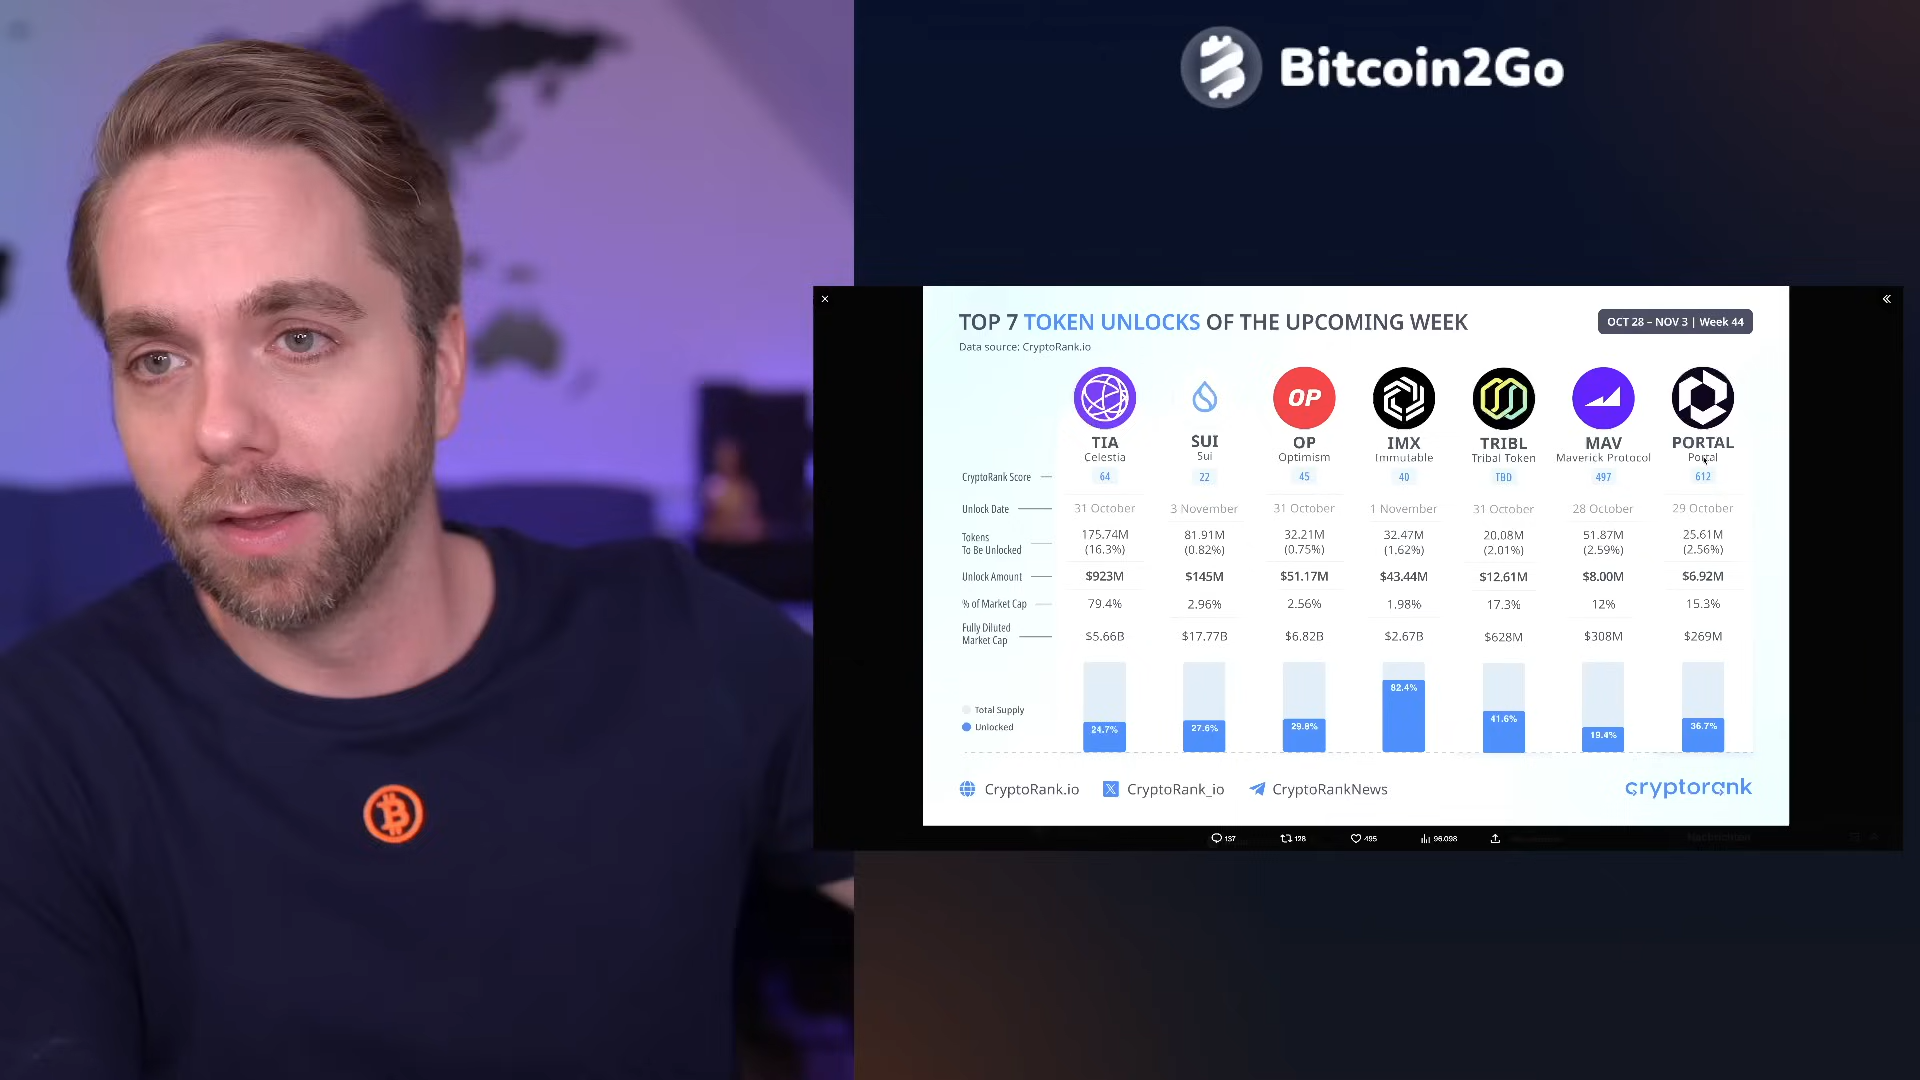 Bitcoin2Go
TOP 7 TOKEN UNLOCKS OF THE UPCOMING WEEK
OCT 28 – NOV 3 | Week 44
Data source: CryptoRank.io
OP
TIA SUI OP IMX TRIBL MAV PORTAL
Celestia Sui Optimism Immutable Tribal Token Maverick Protocol Portal
CryptoRank Score 64 22 45 40 TBD 497 612
Unlock Date 31 October 3 November 31 October 1 November 31 October 28 October 29 October
Tokens 175.74M 81.91M 32.21M 32.47M 20.08M 51.87M 25.61M
To Be Unlocked (16.3%) (0.82%) (0.75%) (1.62%) (2.01%) (2.59%) (2.56%)
Unlock Amount $923M $145M $51.17M $43.44M $12.61M $8.00M $6.92M
% of Market Cap 79.4% 2.96% 2.56% 1.98% 17.3% 12% 15.3%
Fully Diluted
Market Cap $5.66B $17.77B $6.82B $2.67B $628M $308M $269M
Total Supply
Unlocked
24.7% 27.6% 29.8% 82.4% 41.6% 19.4% 36.7%
CryptoRank.io CryptoRank_io CryptoRankNews
cryptorank
137 128 495 96.098
Nachrichten